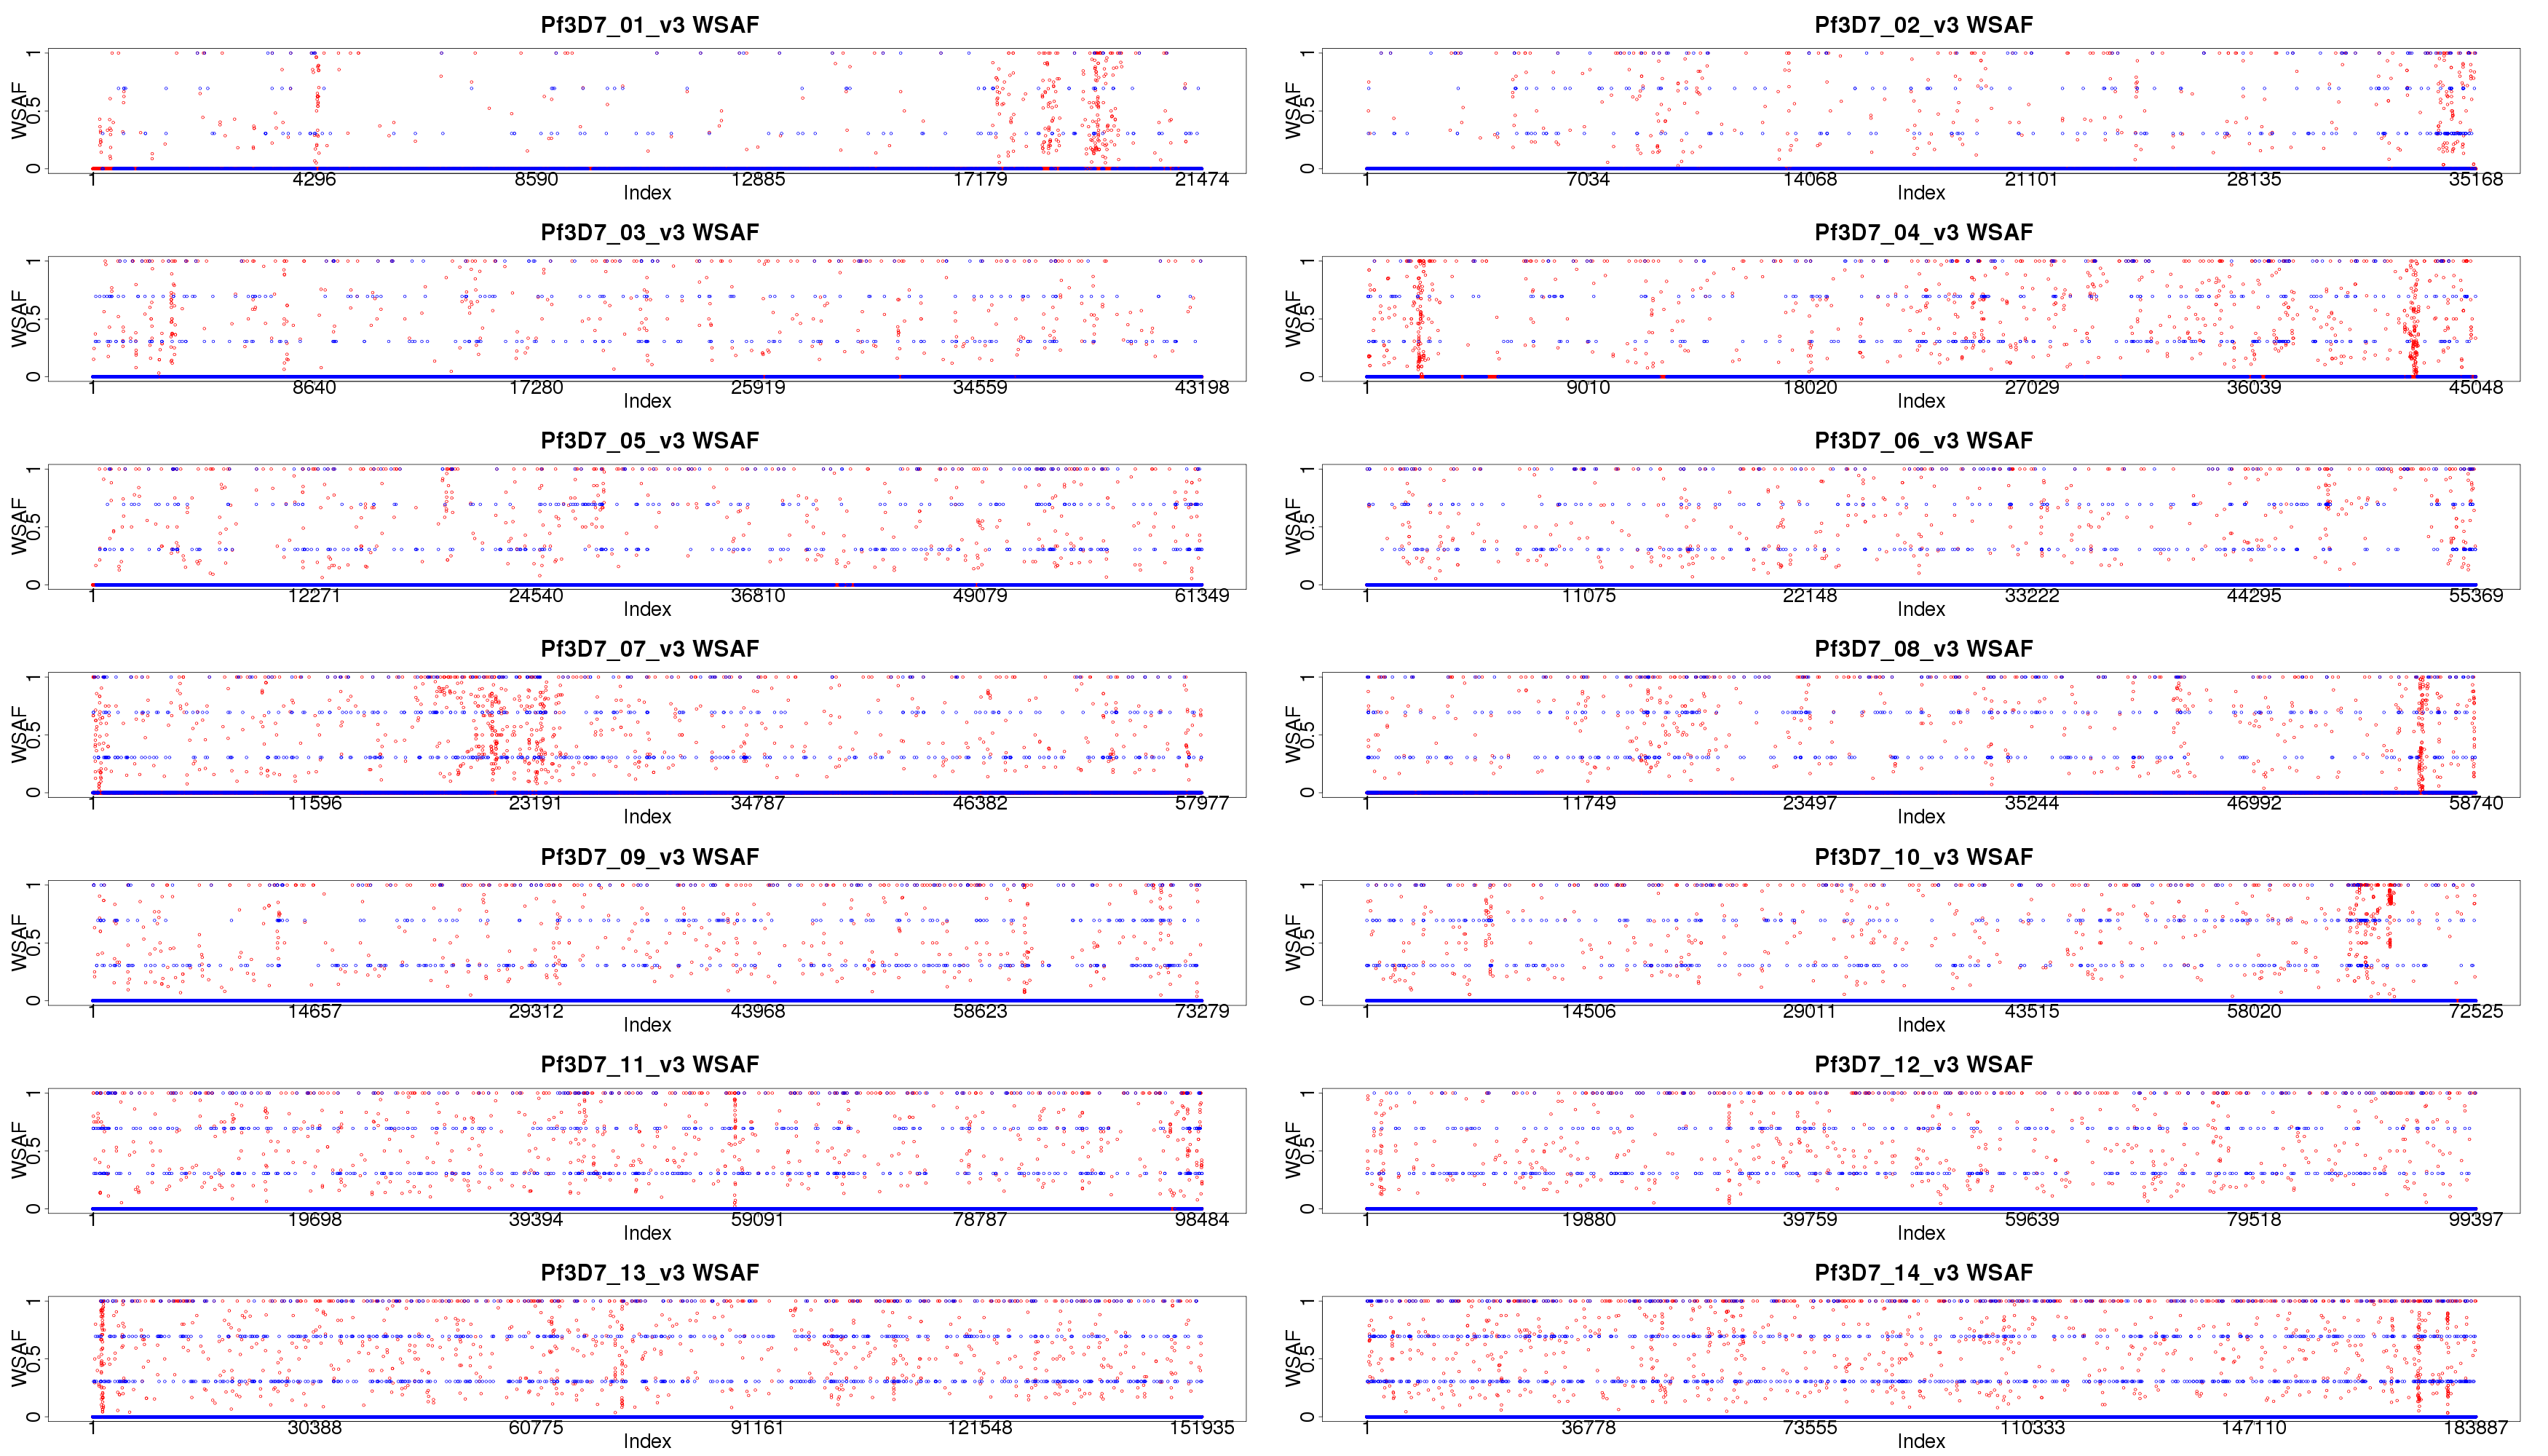 Pf3D7_01_v3 WSAF
WSAF
0 0.5 1
1 4296 8590 12885 17179 21474
Index
Pf3D7_02_v3 WSAF
WSAF
0 0.5 1
1 7034 14068 21101 28135 35168
Index
Pf3D7_03_v3 WSAF
WSAF
0 0.5 1
1 8640 17280 25919 34559 43198
Index
Pf3D7_04_v3 WSAF
WSAF
0 0.5 1
1 9010 18020 27029 36039 45048
Index
Pf3D7_05_v3 WSAF
WSAF
0 0.5 1
1 12271 24540 36810 49079 61349
Index
Pf3D7_06_v3 WSAF
WSAF
0 0.5 1
1 11075 22148 33222 44295 55369
Index
Pf3D7_07_v3 WSAF
WSAF
0 0.5 1
1 11596 23191 34787 46382 57977
Index
Pf3D7_08_v3 WSAF
WSAF
0 0.5 1
1 11749 23497 35244 46992 58740
Index
Pf3D7_09_v3 WSAF
WSAF
0 0.5 1
1 14657 29312 43968 58623 73279
Index
Pf3D7_10_v3 WSAF
WSAF
0 0.5 1
1 14506 29011 43515 58020 72525
Index
Pf3D7_11_v3 WSAF
WSAF
0 0.5 1
1 19698 39394 59091 78787 98484
Index
Pf3D7_12_v3 WSAF
WSAF
0 0.5 1
1 19880 39759 59639 79518 99397
Index
Pf3D7_13_v3 WSAF
WSAF
0 0.5 1
1 30388 60775 91161 121548 151935
Index
Pf3D7_14_v3 WSAF
WSAF
0 0.5 1
1 36778 73555 110333 147110 183887
Index